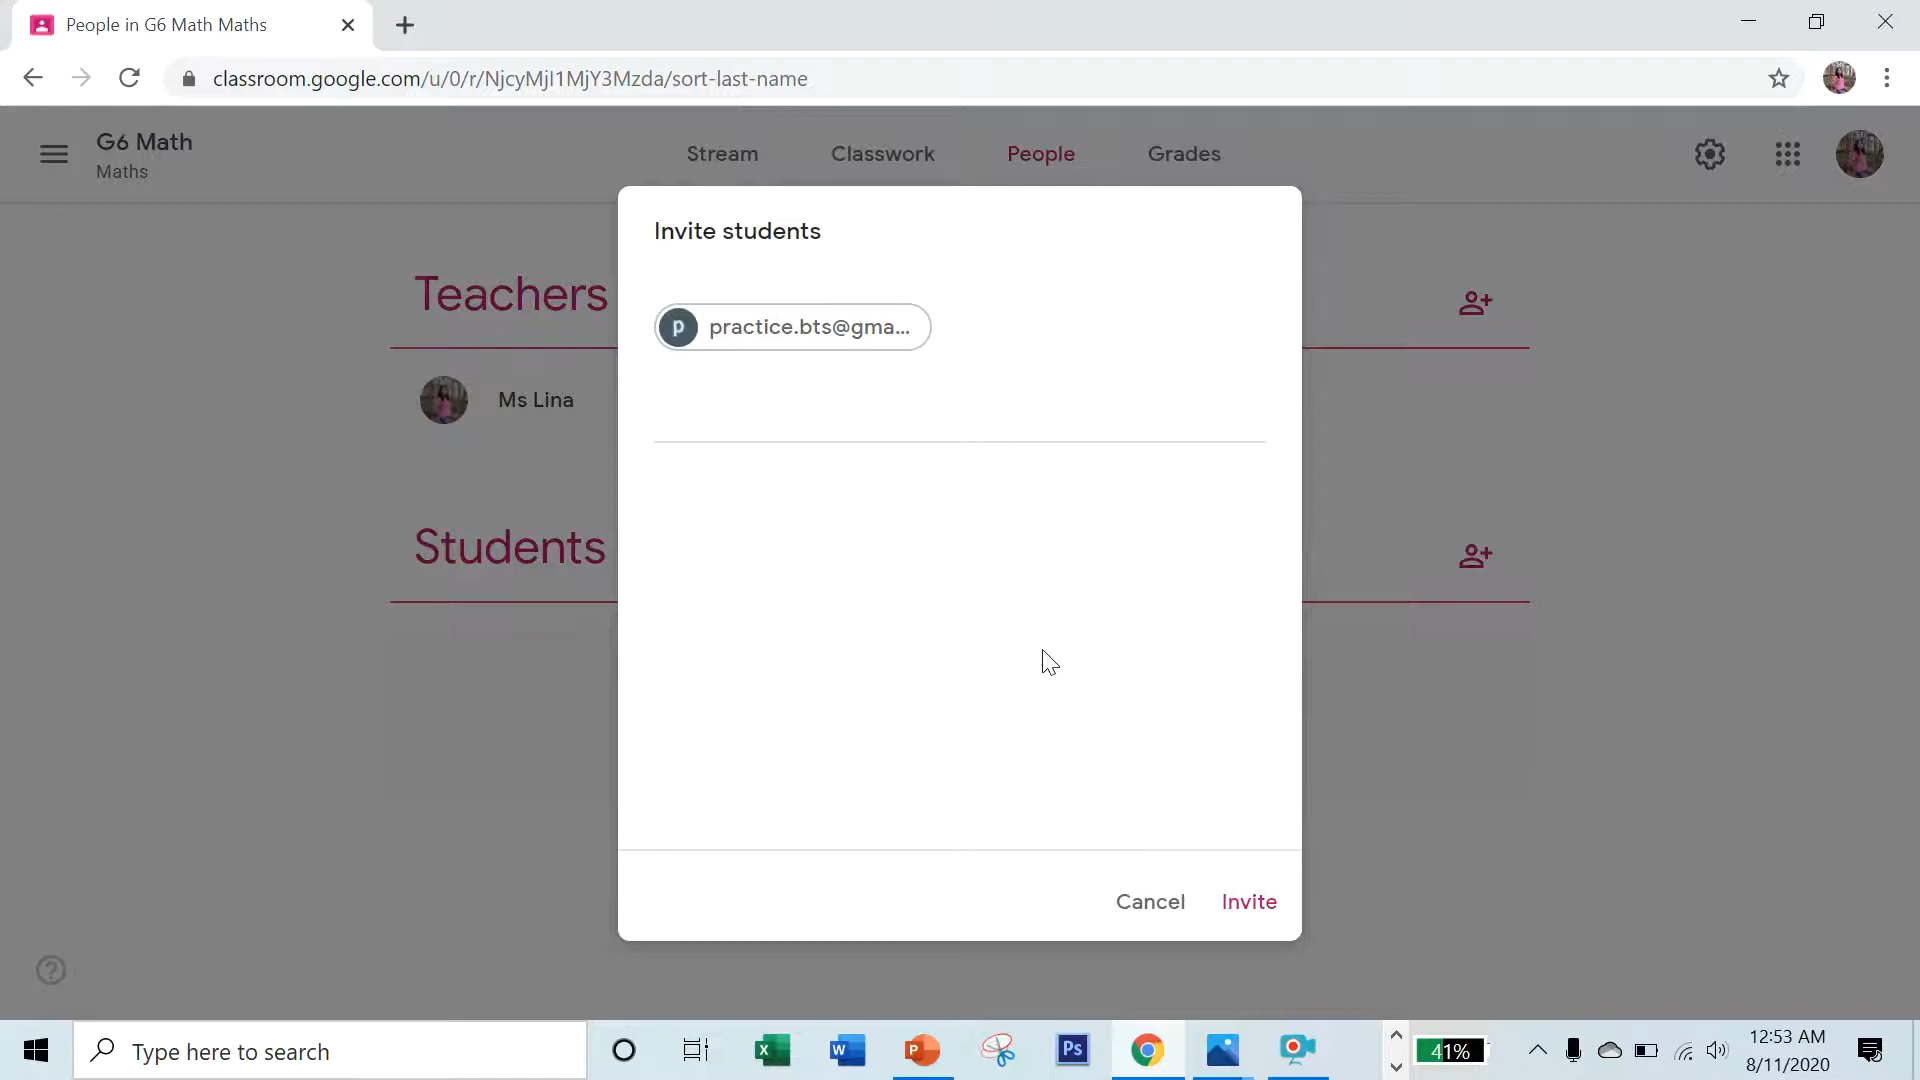 People in G6 Math Maths
classroom.google.com/u/0/r/NjcyMjI1MjY3Mzda/sort-last-name
G6 Math
Maths
Stream
Classwork
People
Grades
Invite students
Teachers
p
practice.bts@gma...
Ms Lina
Students
Cancel
Invite
Type here to search
X
W
P
Ps
41%
12:53 AM
8/11/2020